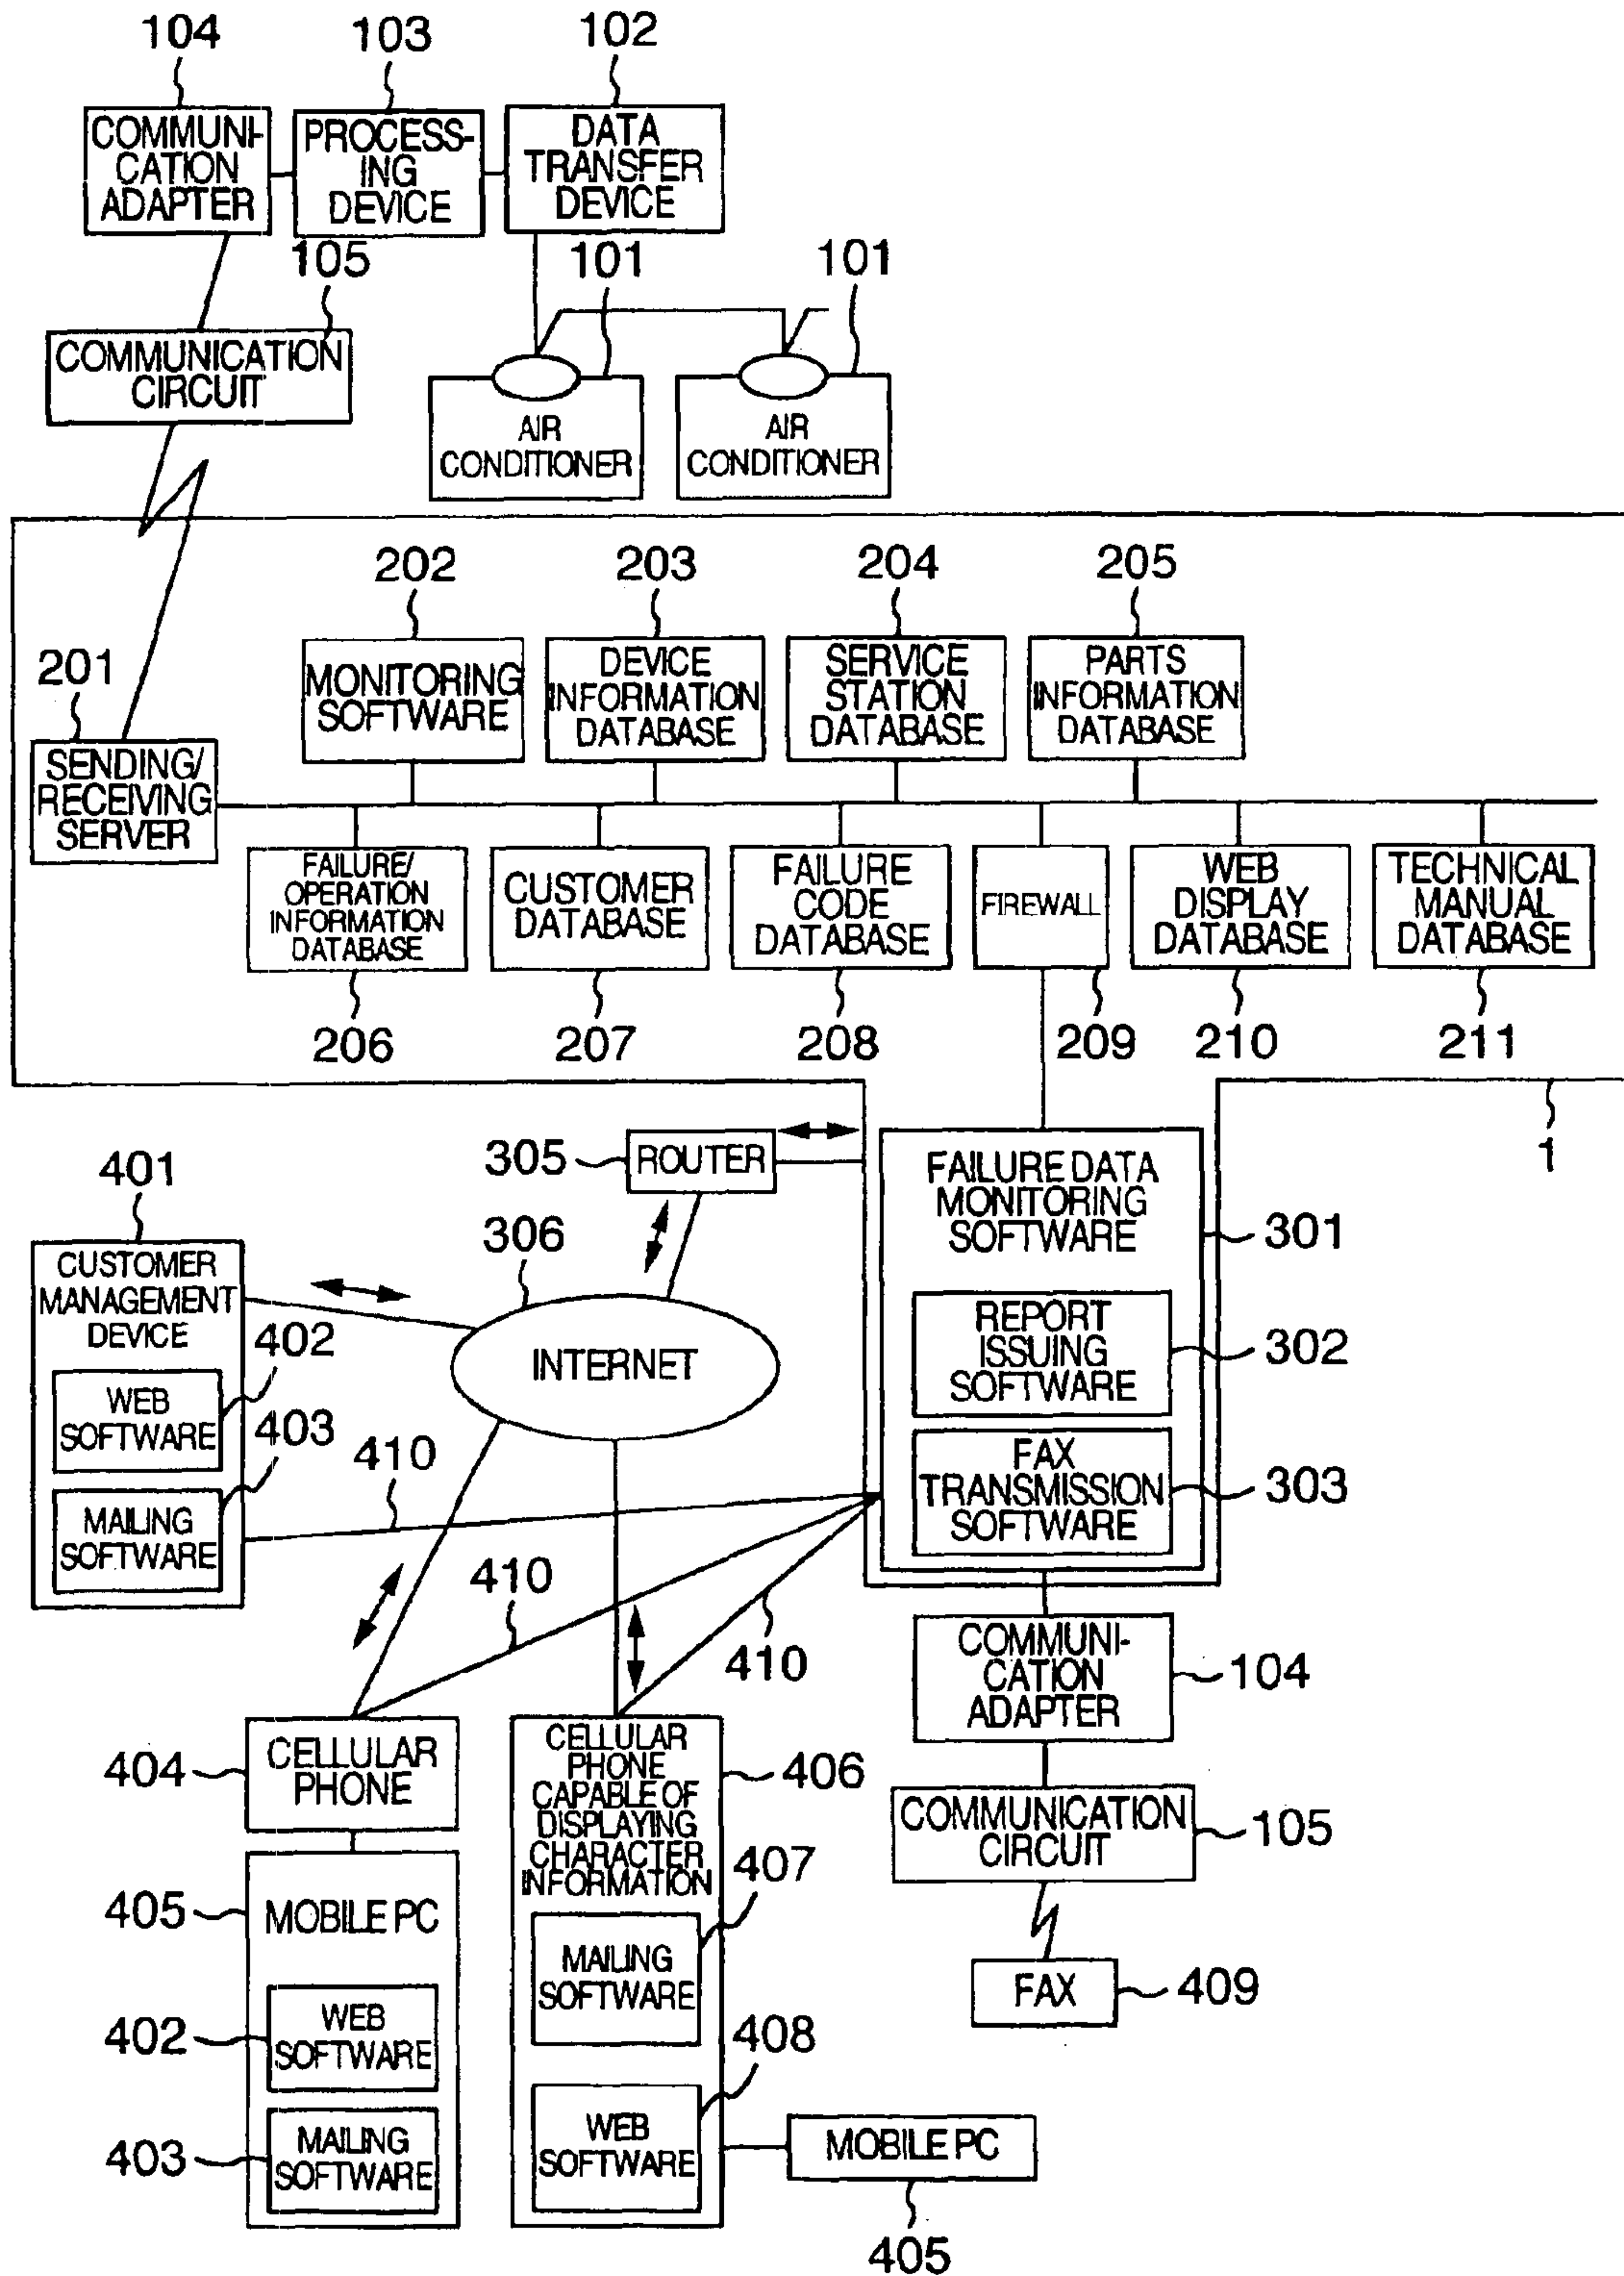 104
103
102
COMMUNI-
CATION
ADAPTER
PROCESS-
ING
DEVICE
DATA
TRANSFER
DEVICE
105
101
101
COMMUNICATION
CIRCUIT
AIR
CONDITIONER
AIR
CONDITIONER
202
203
204
205
201
MONITORING
SOFTWARE
DEVICE
INFORMATION
DATABASE
SERVICE
STATION
DATABASE
PARTS
INFORMATION
DATABASE
SENDING/
RECEIVING
SERVER
FAILURE/
OPERATION
INFORMATION
DATABASE
CUSTOMER
DATABASE
FAILURE
CODE
DATABASE
FIREWALL
WEB
DISPLAY
DATABASE
TECHNICAL
MANUAL
DATABASE
206
207
208
209
210
211
1
305
ROUTER
FAILURE DATA
MONITORING
SOFTWARE
301
401
306
CUSTOMER
MANAGEMENT
DEVICE
402
INTERNET
REPORT
ISSUING
SOFTWARE
302
WEB
SOFTWARE
403
410
FAX
TRANSMISSION
SOFTWARE
303
MAILING
SOFTWARE
410
410
COMMUNI-
CATION
ADAPTER
104
404
CELLULAR
PHONE
CELLULAR
PHONE
CAPABLE OF
DISPLAYING
CHARACTER
INFORMATION
406
COMMUNICATION
CIRCUIT
105
405
MOBILE PC
407
MAILING
SOFTWARE
FAX
409
402
WEB
SOFTWARE
408
403
MAILING
SOFTWARE
WEB
SOFTWARE
MOBILE PC
405